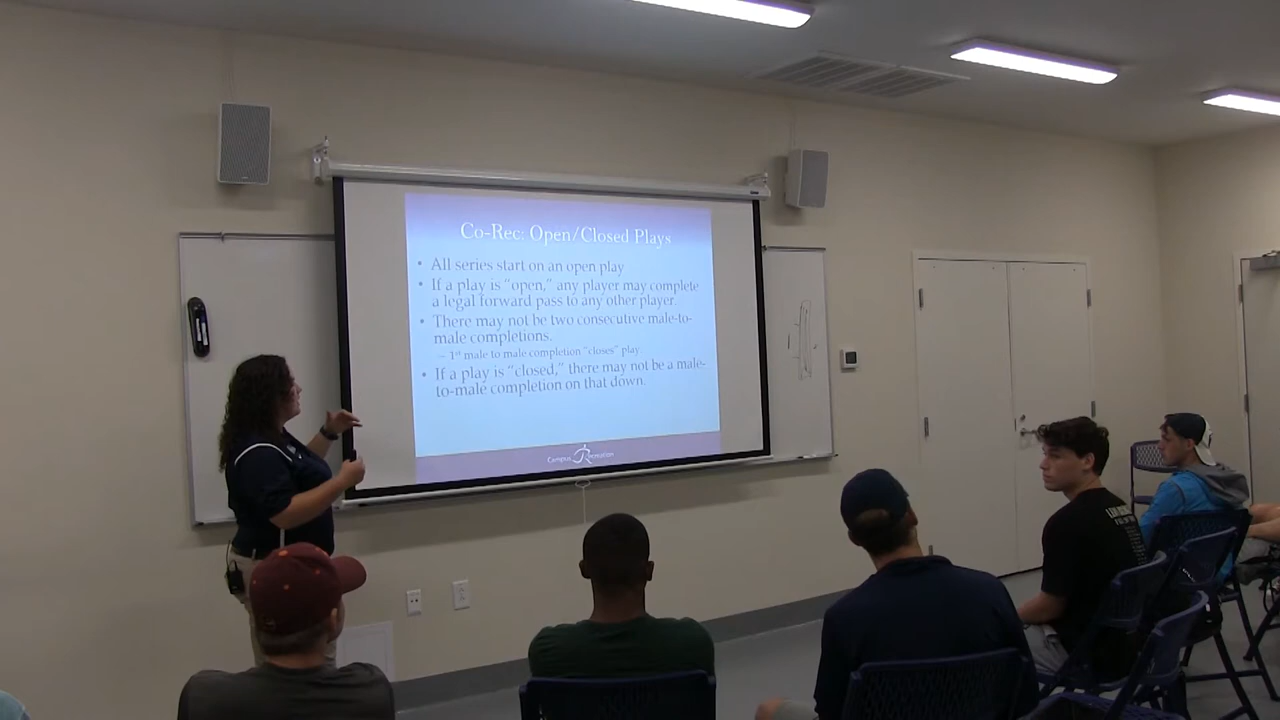 Co-Rec: Open/Closed Plays
• All series start on an open play
• If a play is “open,” any player may complete
a legal forward pass to any other player.
• There may not be two consecutive male-to-
male completions.
– 1st male to male completion “closes” play.
• If a play is “closed,” there may not be a male-
to-male completion on that down.
Campus Recreation